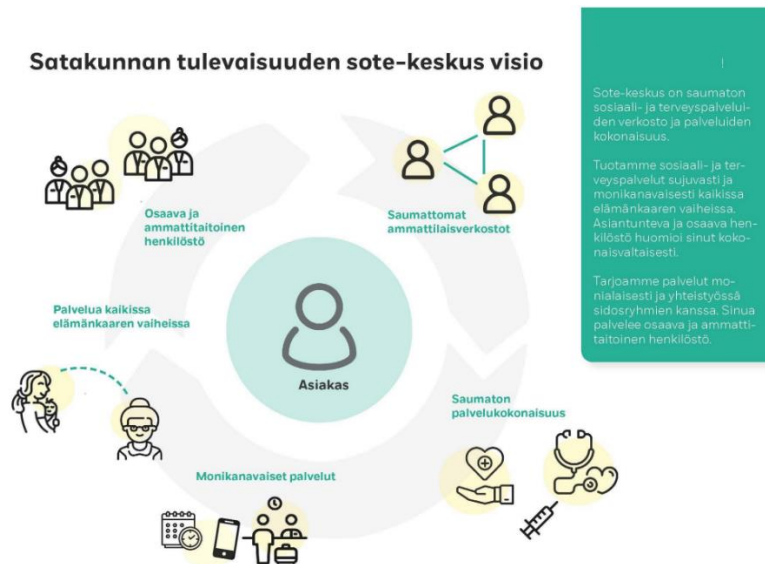 Satakunnan tulevaisuuden sote-keskus visio
Osaava ja
ammattitaitoinen
henkilöstö
Saumattomat
ammattilaisverkostot
Palvelua kaikissa
elämänkaaren vaiheissa
Asiakas
Saumaton
palvelukokonaisuus
Monikanavaiset palvelut
!
Sote-keskus on saumaton
sosiaali- ja terveyspalvelui-
den verkosto ja palveluiden
kokonaisuus.
Tuotamme sosiaali- ja ter-
veyspalvelut sujuvasti ja
monikanavaisesti kaikissa
elämänkaaren vaiheissa.
Asiantunteva ja osaava hen-
kilöstö huomioi sinut koko-
naisvaltaisesti.
Tarjoamme palvelut mo-
nialaisesti ja yhteistyössä
sidosryhmien kanssa. Sinua
palvelee osaava ja ammatti-
taitoinen henkilöstö.